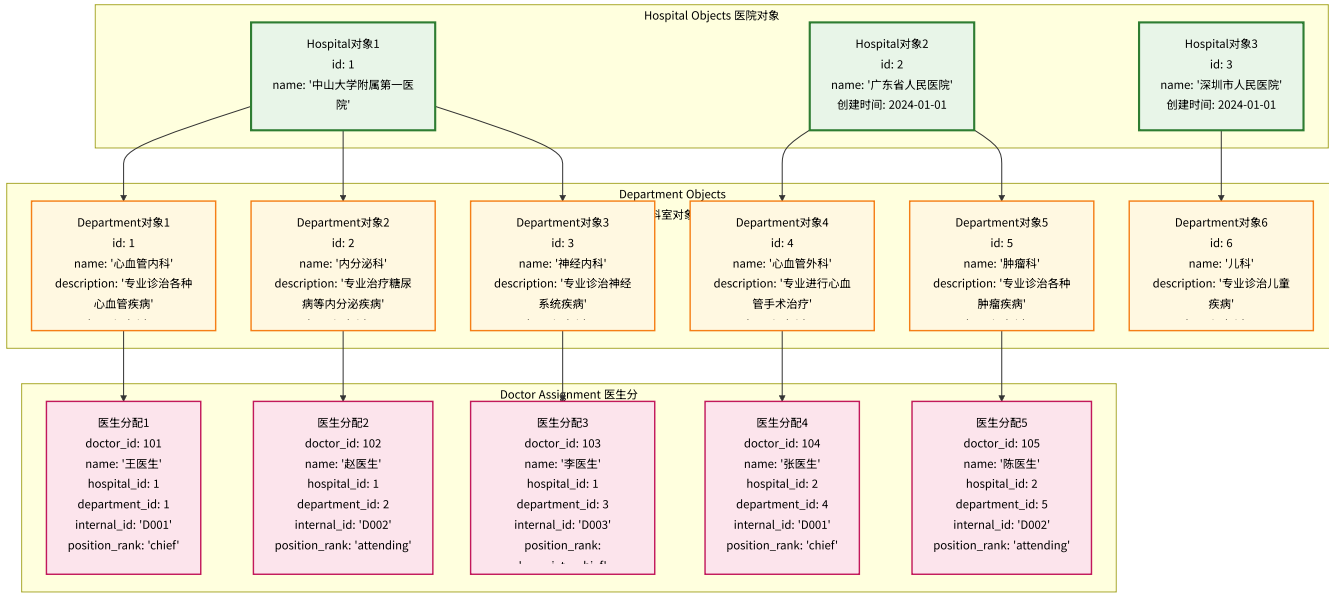 Hospital Objects 医院对象
Hospital对象1
id: 1
name: '中山大学附属第一医
院'
Hospital对象2
id: 2
name: '广东省人民医院'
创建时间: 2024-01-01
Hospital对象3
id: 3
name: '深圳市人民医院'
创建时间: 2024-01-01
Department Objects
科室对象
Department对象1
id: 1
name: '心血管内科'
description: '专业诊治各种
心血管疾病'
Department对象2
id: 2
name: '内分泌科'
description: '专业治疗糖尿
病等内分泌疾病'
Department对象3
id: 3
name: '神经内科'
description: '专业诊治神经
系统疾病'
Department对象4
id: 4
name: '心血管外科'
description: '专业进行心血
管手术治疗'
Department对象5
id: 5
name: '肿瘤科'
description: '专业诊治各种
肿瘤疾病'
Department对象6
id: 6
name: '儿科'
description: '专业诊治儿童
疾病'
Doctor Assignment 医生分
医生分配1
doctor_id: 101
name: '王医生'
hospital_id: 1
department_id: 1
internal_id: 'D001'
position_rank: 'chief'
医生分配2
doctor_id: 102
name: '赵医生'
hospital_id: 1
department_id: 2
internal_id: 'D002'
position_rank: 'attending'
医生分配3
doctor_id: 103
name: '李医生'
hospital_id: 1
department_id: 3
internal_id: 'D003'
position_rank:
医生分配4
doctor_id: 104
name: '张医生'
hospital_id: 2
department_id: 4
internal_id: 'D001'
position_rank: 'chief'
医生分配5
doctor_id: 105
name: '陈医生'
hospital_id: 2
department_id: 5
internal_id: 'D002'
position_rank: 'attending'